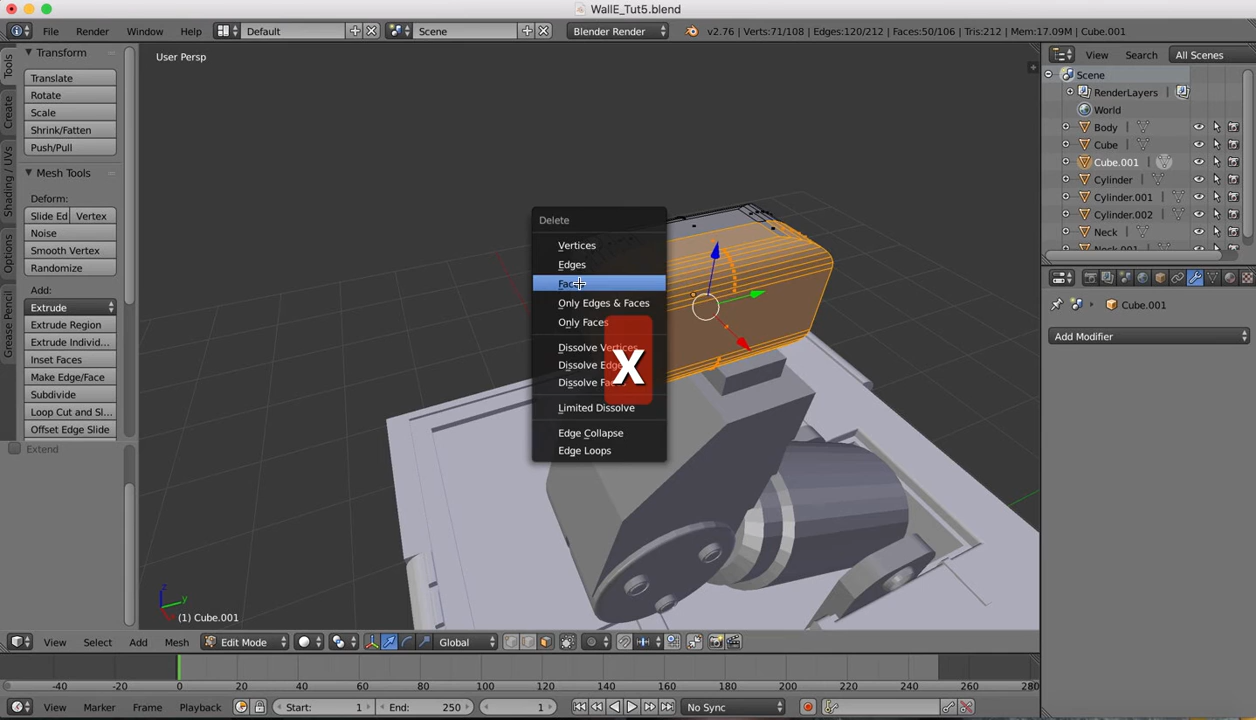 WallE_Tut5.blend
File Render Window Help Default Scene Blender Render v2.76 | Verts:71/108 | Edges:120/212 | Faces:50/106 | Tris:212 | Mem:17.09M | Cube.001
Tools
Create
Shading / UVs
Options
Grease Pencil
Transform
Translate
Rotate
Scale
Shrink/Fatten
Push/Pull
Mesh Tools
Deform:
Slide Ed Vertex
Noise
Smooth Vertex
Randomize
Add:
Extrude
Extrude Region
Extrude Individ...
Inset Faces
Make Edge/Face
Subdivide
Loop Cut and Sl...
Offset Edge Slide
Extend
User Persp
Delete
Vertices
Edges
Only Edges & Faces
Only Faces
Dissolve Vertices
Limited Dissolve
Edge Collapse
Edge Loops
X
z
y
(1) Cube.001
View Search All Scenes
Scene
RenderLayers
World
Body
Cube
Cube.001
Cylinder
Cylinder.001
Cylinder.002
Neck
Neck.001
Cube.001
Add Modifier
View Select Add Mesh Edit Mode Global
-40 -20 0 20 40 60 80 100 120 140 160 180 200 220 240 260 280
View Marker Frame Playback Start: 1 End: 250 1 No Sync